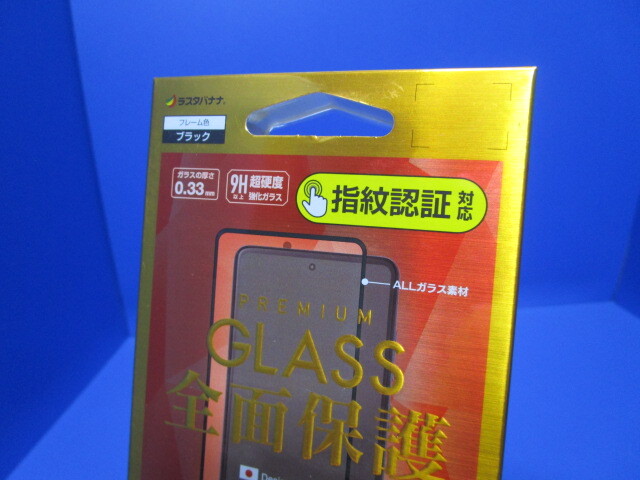 ラスタバナナ
フレーム色
ブラック
ガラスの厚さ
0.33mm
9H以上
超硬度
強化ガラス
指紋認証対応
ALLガラス素材
PREMIUM
GLASS
全面保護